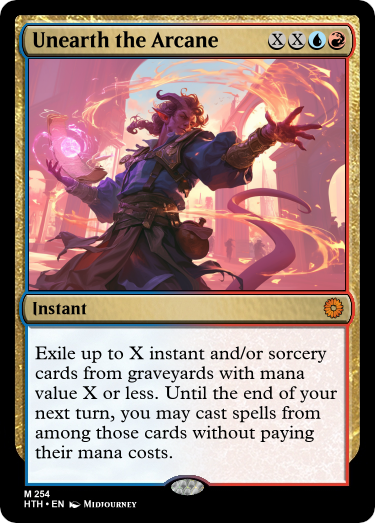 Unearth the Arcane XX
Instant
Exile up to X instant and/or sorcery
cards from graveyards with mana
value X or less. Until the end of your
next turn, you may cast spells from
among those cards without paying
their mana costs.
M 254
HTH • EN Midjourney